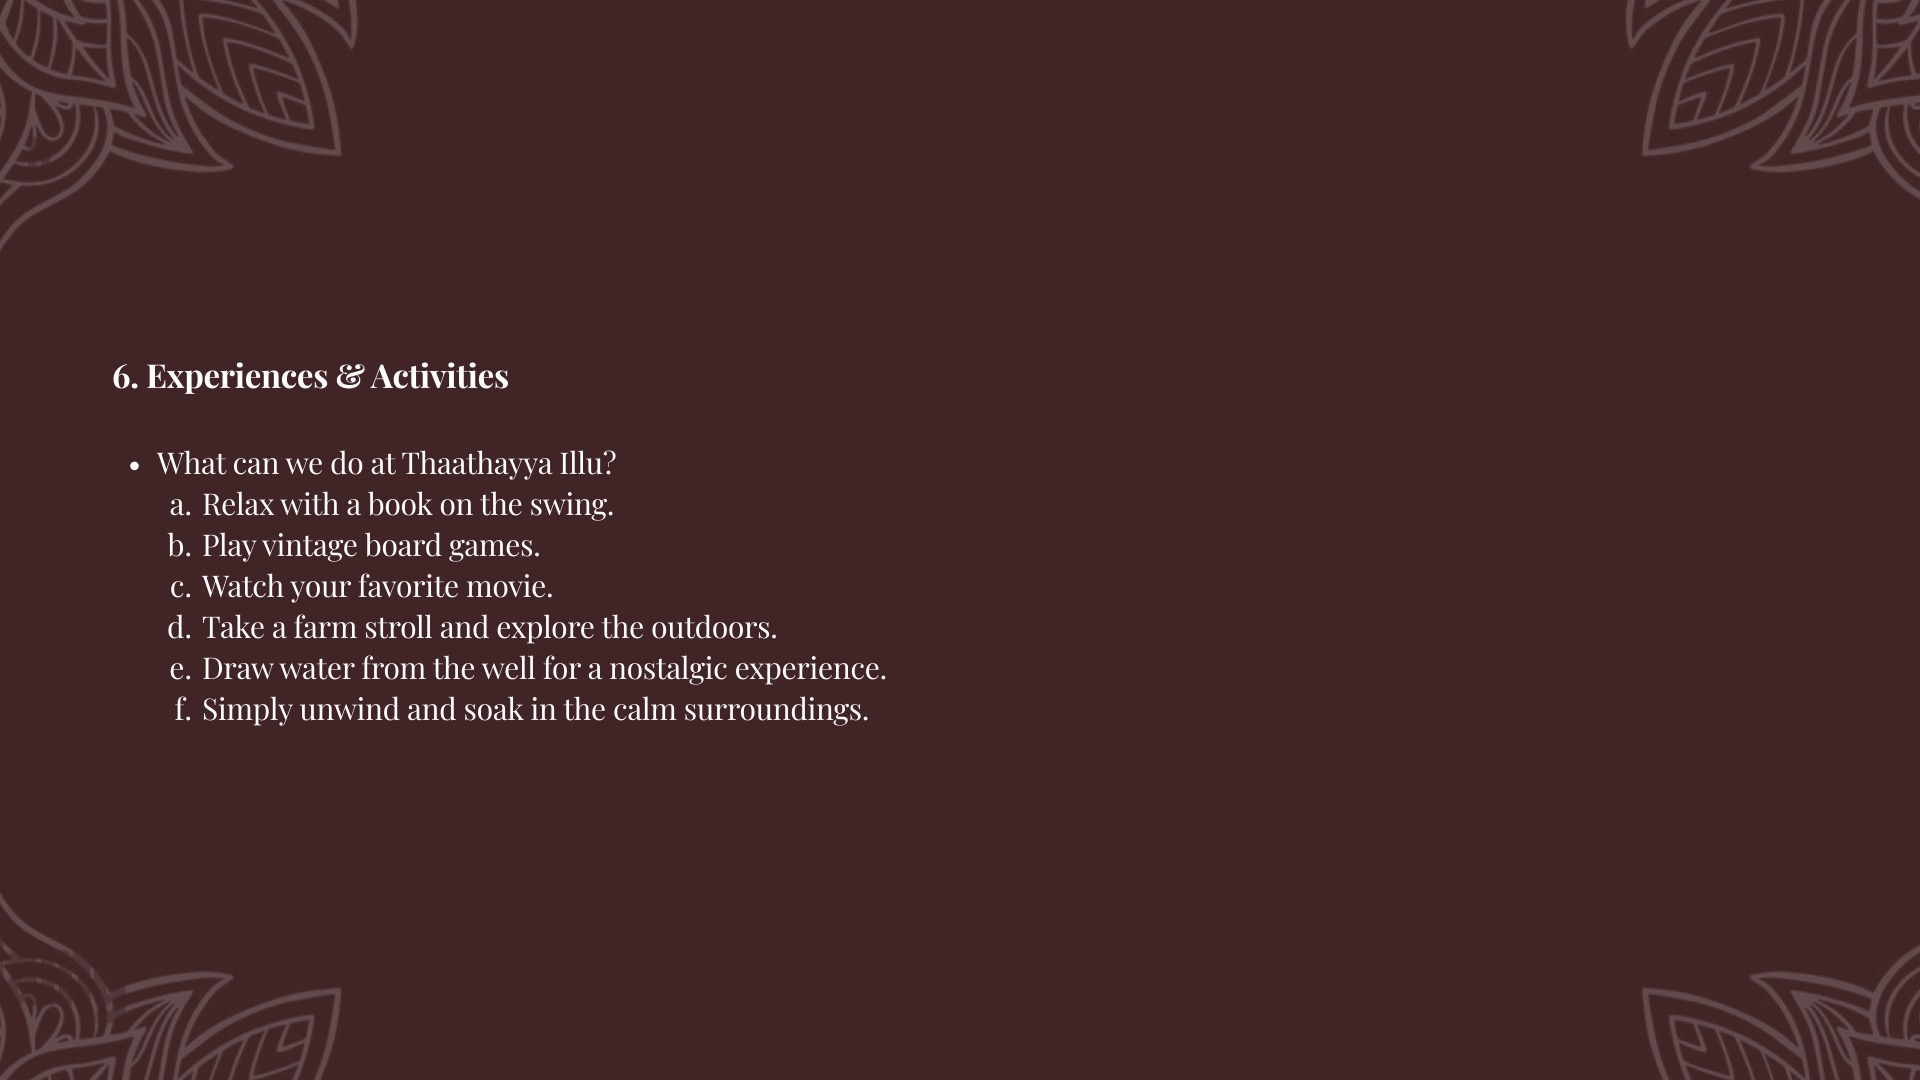 6. Experiences & Activities
• What can we do at Thaathayya Illu?
a. Relax with a book on the swing.
b. Play vintage board games.
c. Watch your favorite movie.
d. Take a farm stroll and explore the outdoors.
e. Draw water from the well for a nostalgic experience.
f. Simply unwind and soak in the calm surroundings.